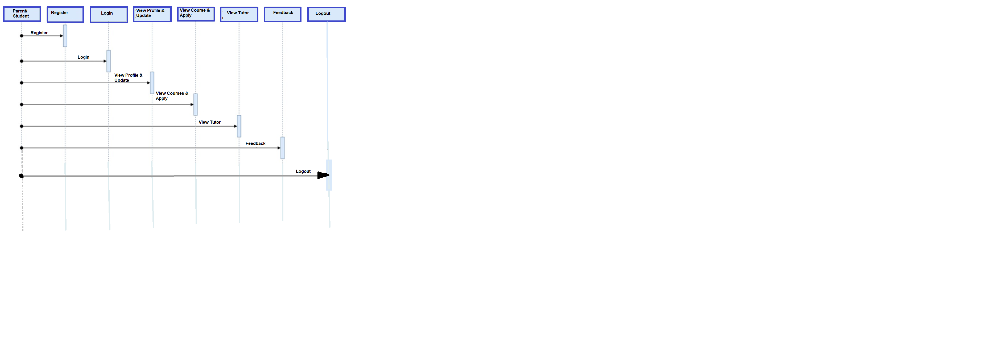 Parent/
Student
Register
Login
View Profile &
Update
View Course &
Apply
View Tutor
Feedback
Logout
Register
Login
View Profile &
Update
View Courses &
Apply
View Tutor
Feedback
Logout